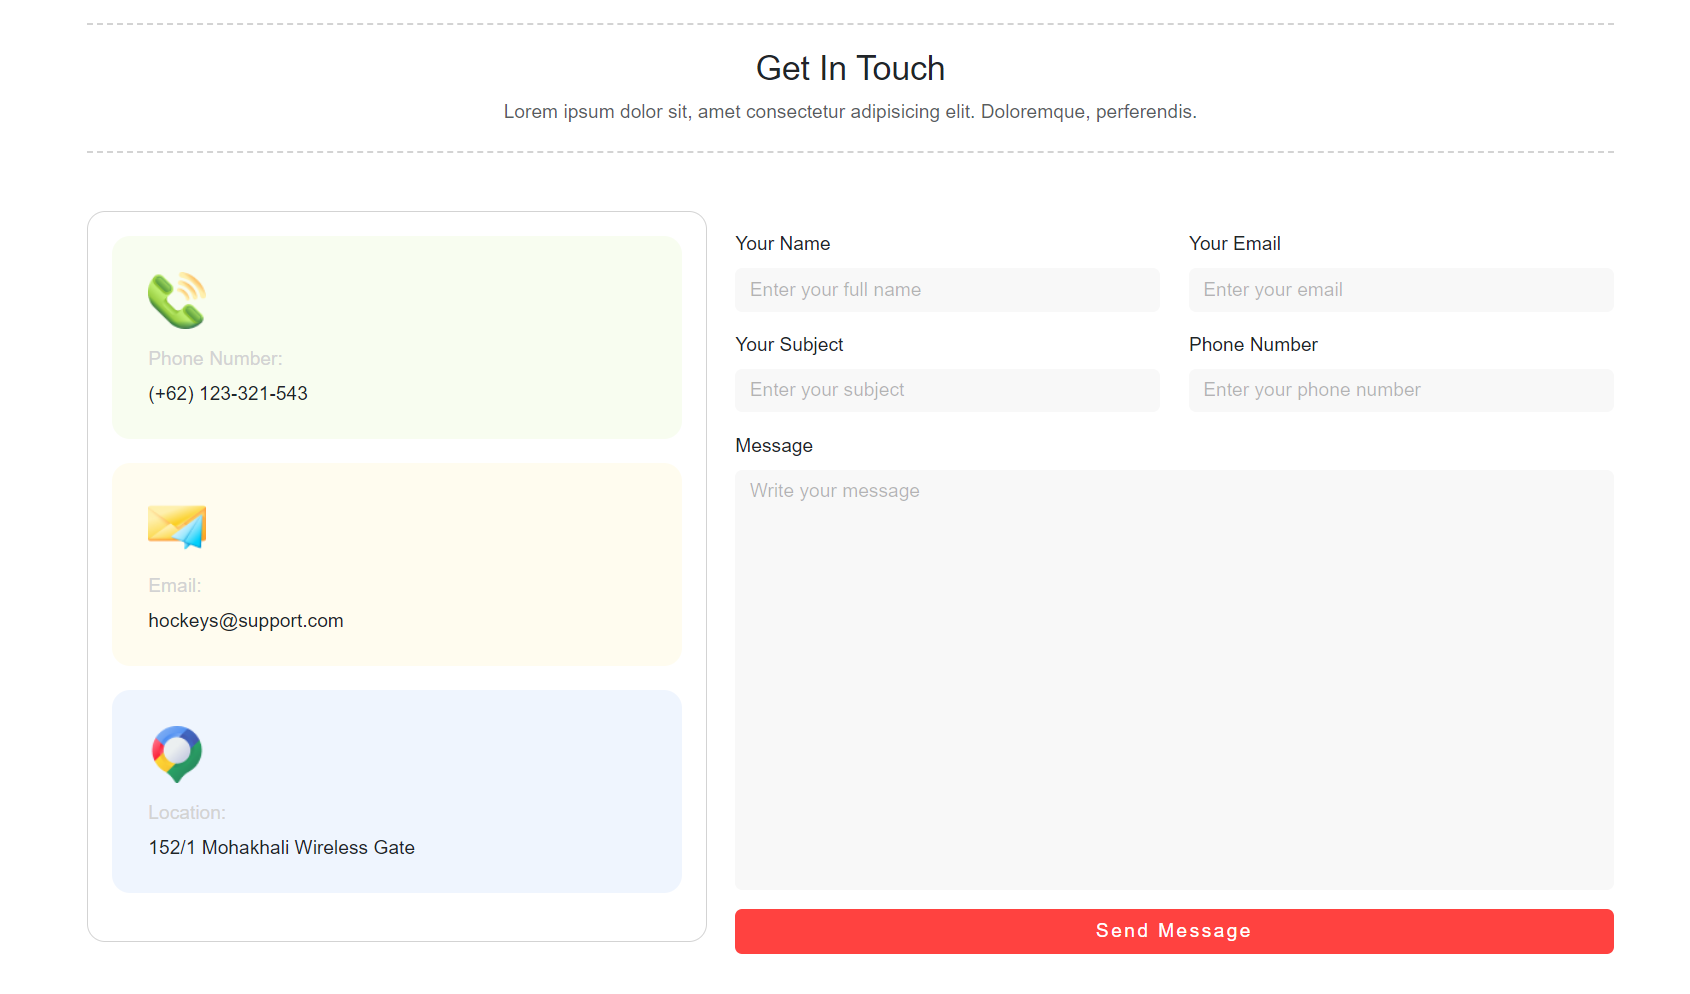 Get In Touch
Lorem ipsum dolor sit, amet consectetur adipisicing elit. Doloremque, perferendis.
Phone Number:
(+62) 123-321-543
Email:
hockeys@support.com
Location:
152/1 Mohakhali Wireless Gate
Your Name
Enter your full name
Your Email
Enter your email
Your Subject
Enter your subject
Phone Number
Enter your phone number
Message
Write your message
Send Message